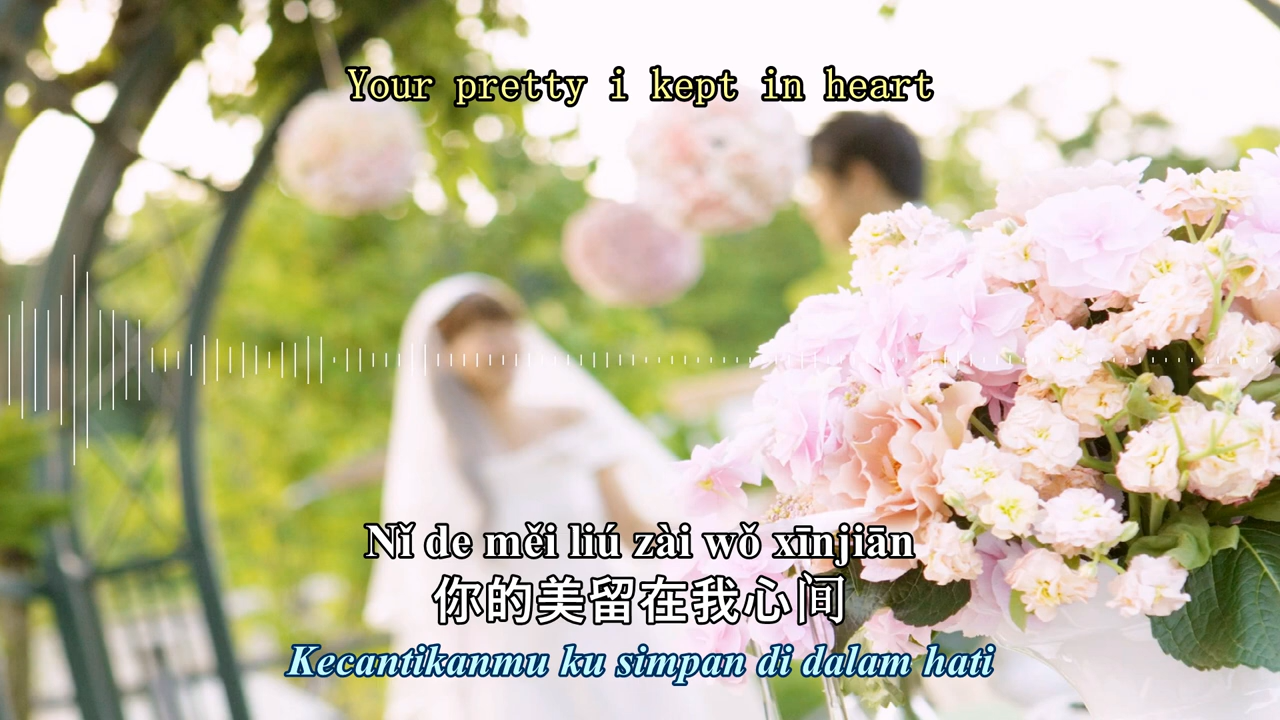 Your pretty i kept in heart
Nǐ de měi liú zài wǒ xīnjiān
你的美留在我心间
Kecantikanmu ku simpan di dalam hati